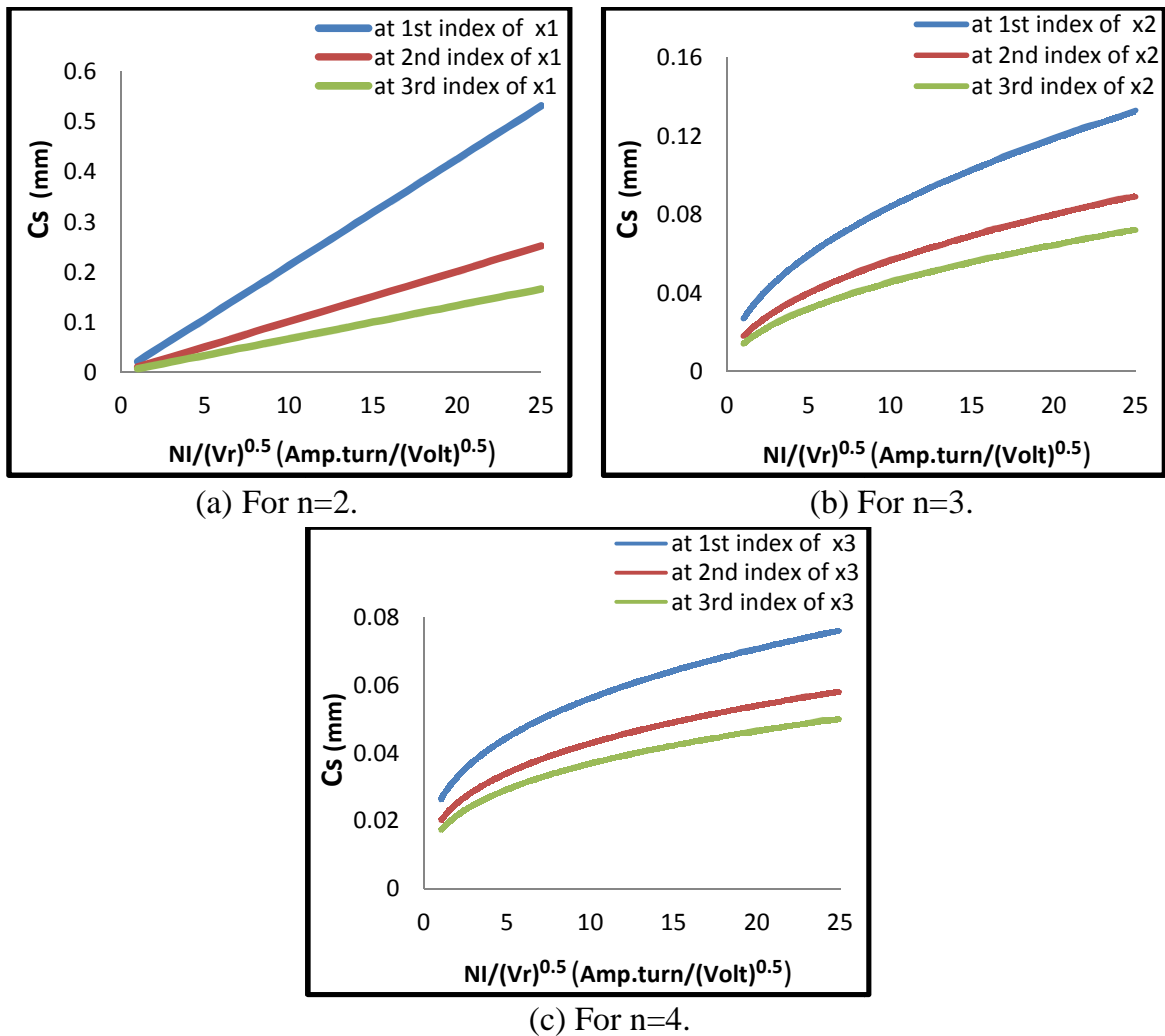 at 1st index of x1
at 2nd index of x1
at 3rd index of x1
0.6
0.5
0.4
0.3
0.2
0.1
0
Cs (mm)
0 5 10 15 20 25
NI/(Vr)^0.5 (Amp.turn/(Volt)^0.5)
(a) For n=2.
at 1st index of x2
at 2nd index of x2
at 3rd index of x2
0.16
0.12
0.08
0.04
0
Cs (mm)
0 5 10 15 20 25
NI/(Vr)^0.5 (Amp.turn/(Volt)^0.5)
(b) For n=3.
at 1st index of x3
at 2nd index of x3
at 3rd index of x3
0.08
0.06
0.04
0.02
0
Cs (mm)
0 5 10 15 20 25
NI/(Vr)^0.5 (Amp.turn/(Volt)^0.5)
(c) For n=4.